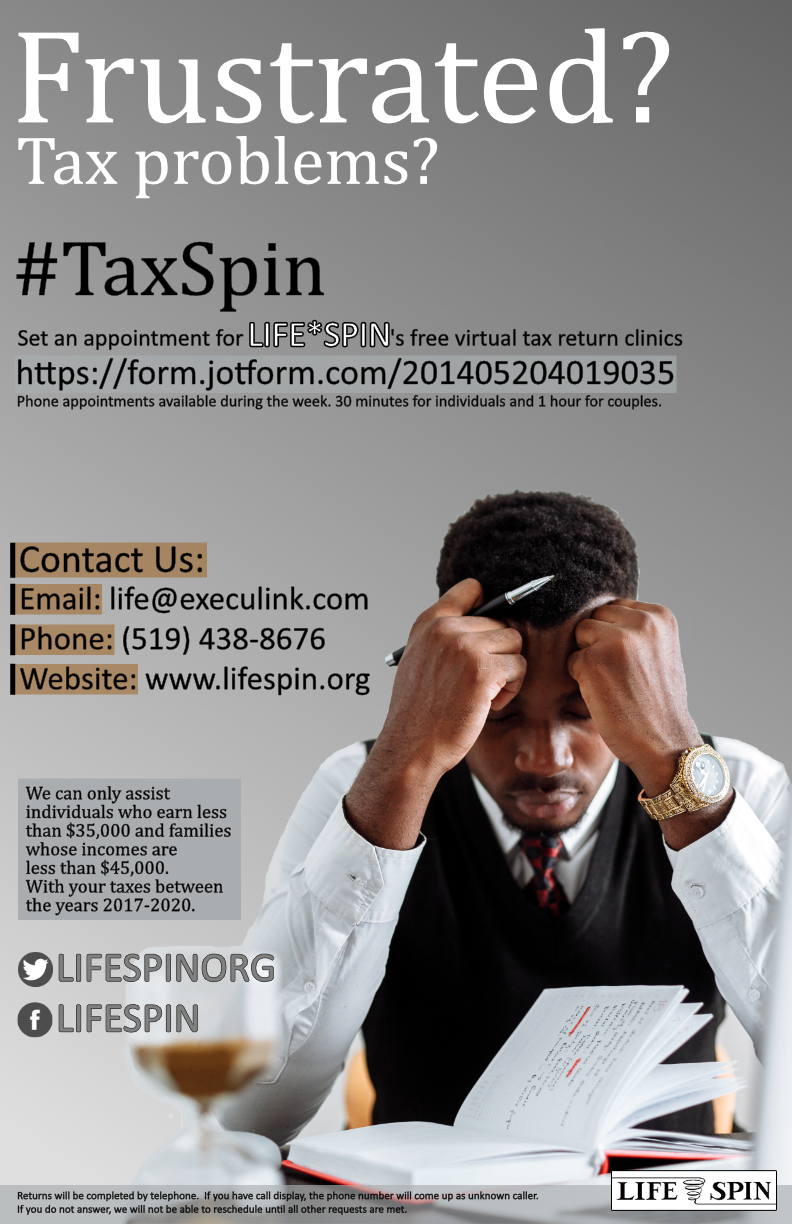 Frustrated?
Tax problems?
#TaxSpin
Set an appointment for LIFE*SPIN's free virtual tax return clinics
https://form.jotform.com/201405204019035
Phone appointments available during the week. 30 minutes for individuals and 1 hour for couples.
Contact Us:
Email: life@execulink.com
Phone: (519) 438-8676
Website: www.lifespin.org
We can only assist
individuals who earn less
than $35,000 and families
whose incomes are
less than $45,000.
With your taxes between
the years 2017-2020.
LIFESPINORG
LIFESPIN
Returns will be completed by telephone. If you have call display, the phone number will come up as unknown caller.
If you do not answer, we will not be able to reschedule until all other requests are met.
LIFE SPIN